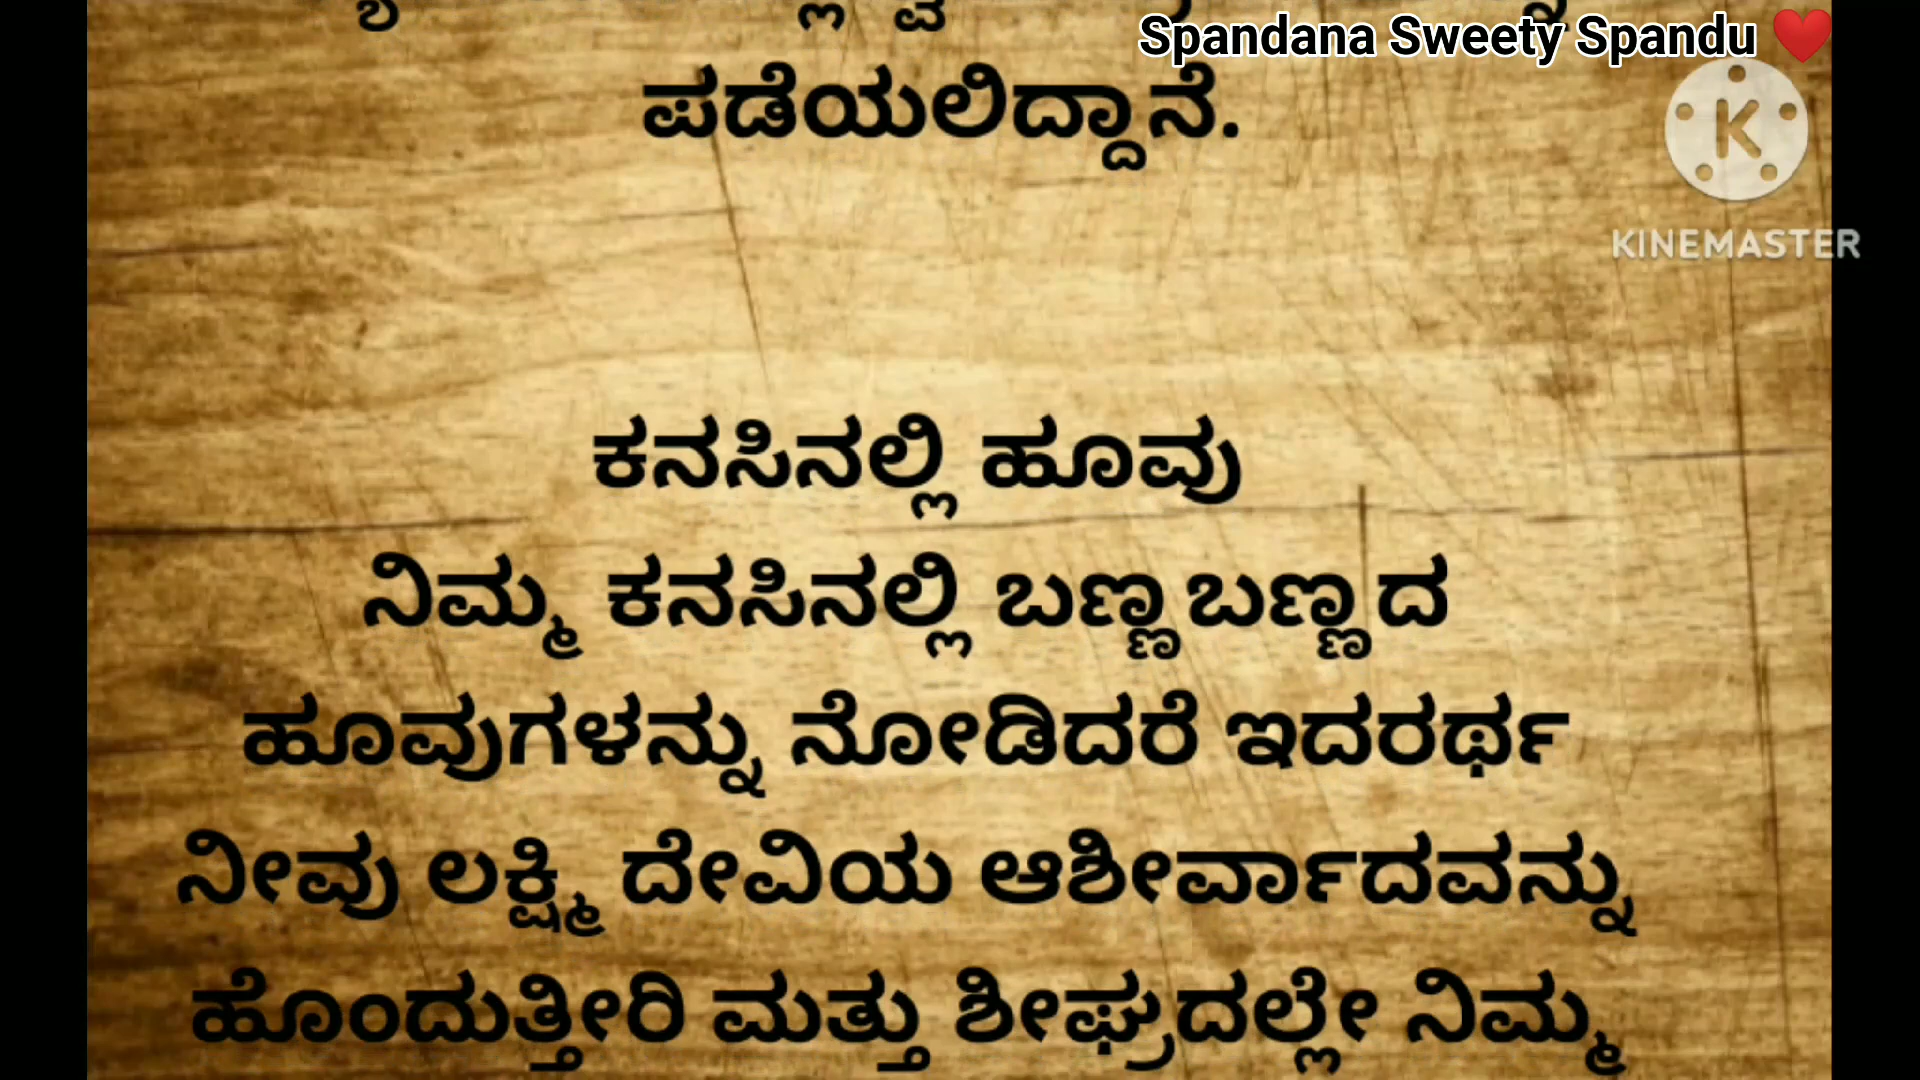 Spandana Sweety Spandu ❤️
ಪಡೆಯಲಿದ್ದಾನೆ.
KINEMASTER
ಕನಸಿನಲ್ಲಿ ಹೂವು
ನಿಮ್ಮ ಕನಸಿನಲ್ಲಿ ಬಣ್ಣಬಣ್ಣದ
ಹೂವುಗಳನ್ನು ನೋಡಿದರೆ ಇದರರ್ಥ
ನೀವು ಲಕ್ಷ್ಮಿ ದೇವಿಯ ಆಶೀರ್ವಾದವನ್ನು
ಹೊಂದುತ್ತೀರಿ ಮತ್ತು ಶೀಘ್ರದಲ್ಲೇ ನಿಮ್ಮ